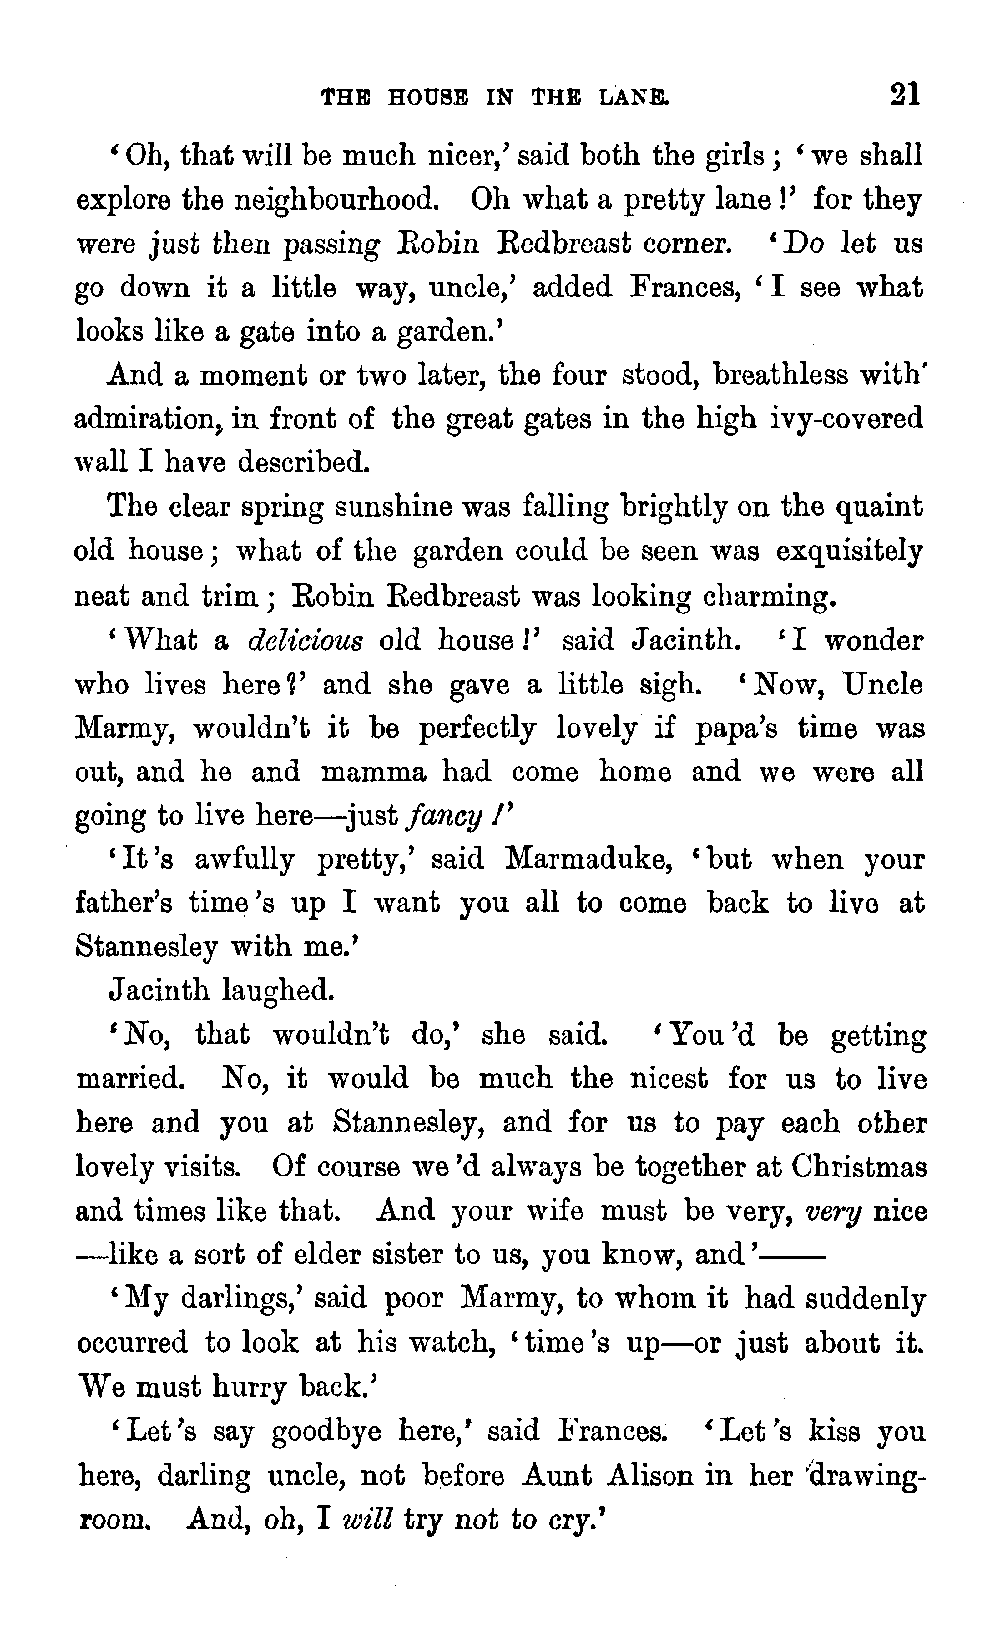 THE HOUSE IN THE LANE. 21
‘Oh, that will be much nicer,’ said both the girls; ‘we shall
explore the neighbourhood. Oh what a pretty lane!’ for they
were just then passing Robin Redbreast corner. ‘Do let us
go down it a little way, uncle,’ added Frances, ‘I see what
looks like a gate into a garden.’
And a moment or two later, the four stood, breathless with
admiration, in front of the great gates in the high ivy-covered
wall I have described.
The clear spring sunshine was falling brightly on the quaint
old house; what of the garden could be seen was exquisitely
neat and trim; Robin Redbreast was looking charming.
‘What a delicious old house!’ said Jacinth. ‘I wonder
who lives here?’ and she gave a little sigh. ‘Now, Uncle
Marmy, wouldn’t it be perfectly lovely if papa’s time was
out, and he and mamma had come home and we were all
going to live here—just fancy!’
‘It’s awfully pretty,’ said Marmaduke, ‘but when your
father’s time’s up I want you all to come back to live at
Stannesley with me.’
Jacinth laughed.
‘No, that wouldn’t do,’ she said. ‘You’d be getting
married. No, it would be much the nicest for us to live
here and you at Stannesley, and for us to pay each other
lovely visits. Of course we’d always be together at Christmas
and times like that. And your wife must be very, very nice
—like a sort of elder sister to us, you know, and’——
‘My darlings,’ said poor Marmy, to whom it had suddenly
occurred to look at his watch, ‘time’s up—or just about it.
We must hurry back.’
‘Let’s say goodbye here,’ said Frances. ‘Let’s kiss you
here, darling uncle, not before Aunt Alison in her drawing-
room. And, oh, I will try not to cry.’